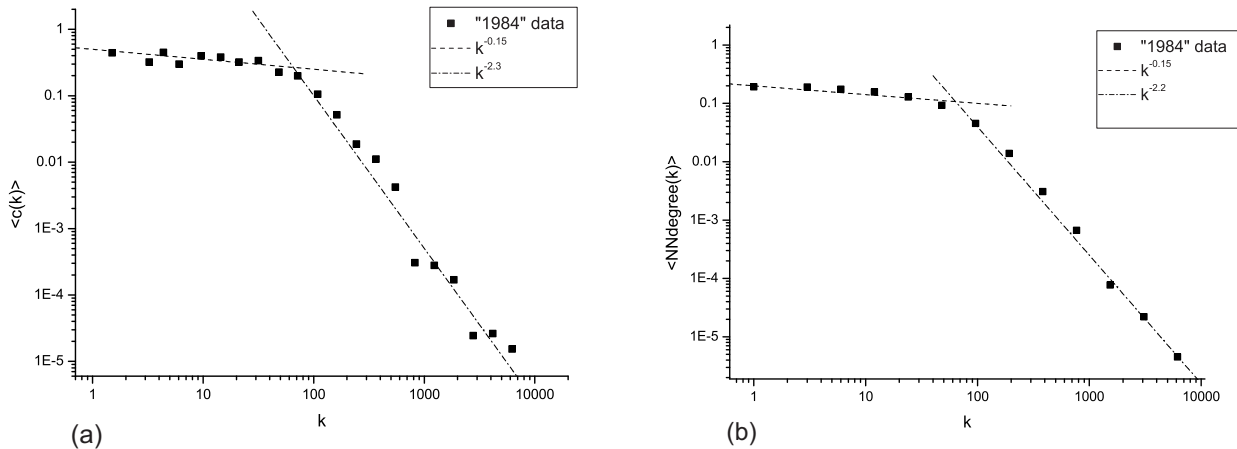 "1984" data
k^-0.15
k^-2.3
1
0.1
0.01
1E-3
1E-4
1E-5
<c(k)>
1 10 100 1000 10000
k
(a)
"1984" data
k^-0.15
k^-2.2
1
0.1
0.01
1E-3
1E-4
1E-5
<NNdegree(k)>
1 10 100 1000 10000
k
(b)